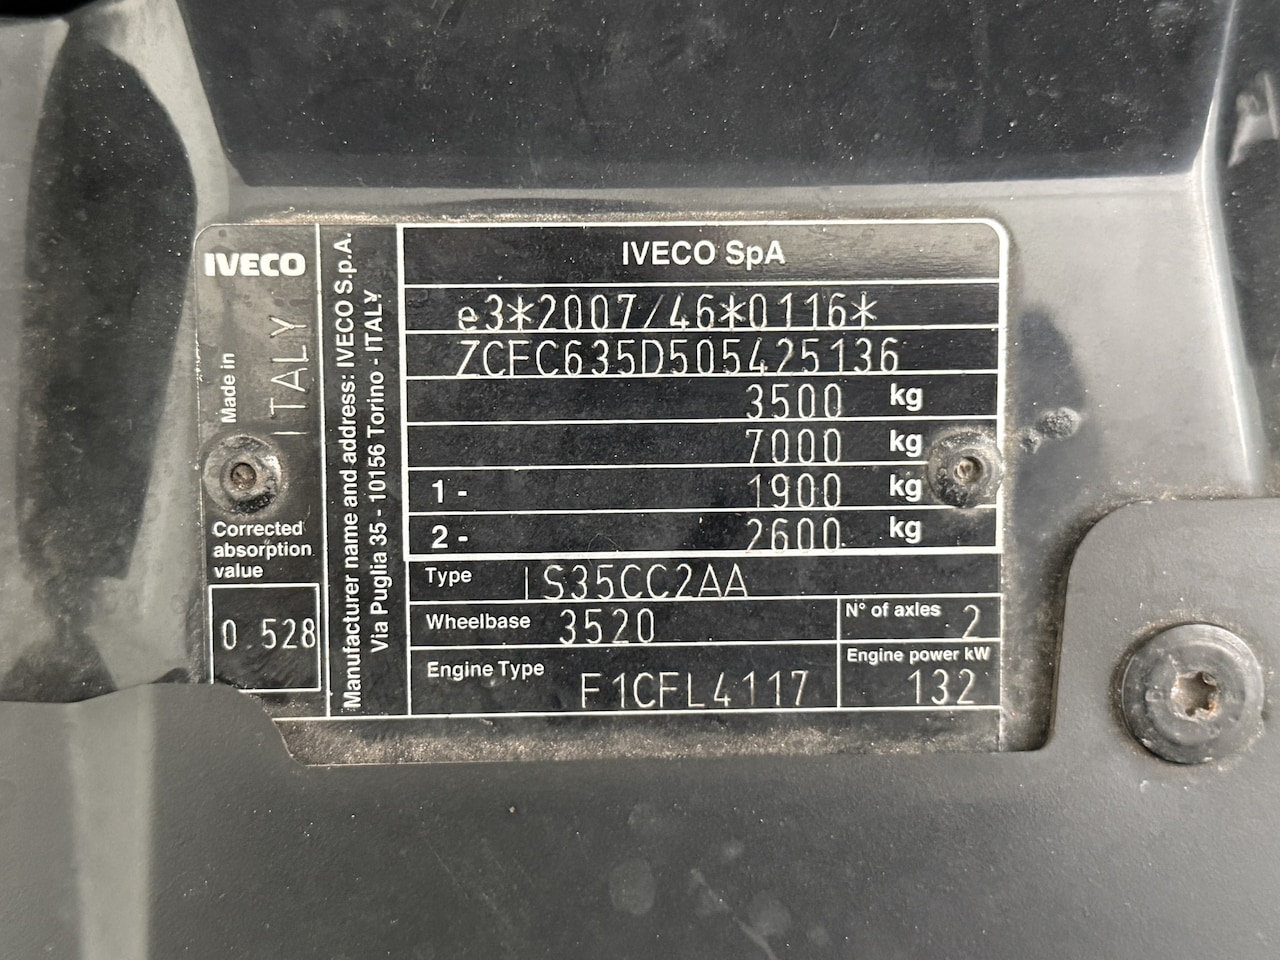 IVECO
Made in
ITALY
Corrected
absorption
value
0.528
Manufacturer name and address: IVECO S.p.A.
Via Puglia 35 - 10156 Torino - ITALY
IVECO SpA
e3*2007/46*0116*
ZCFC635D505425136
3500 kg
7000 kg
1 - 1900 kg
2 - 2600 kg
Type IS35CC2AA
Wheelbase 3520
N° of axles 2
Engine Type F1CFL4117
Engine power kW 132